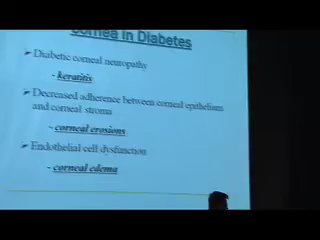 Cornea in Diabetes
➤ Diabetic corneal neuropathy
- keratitis
➤ Decreased adherence between corneal epithelium
and corneal stroma
- corneal erosions
➤ Endothelial cell dysfunction
- corneal edema